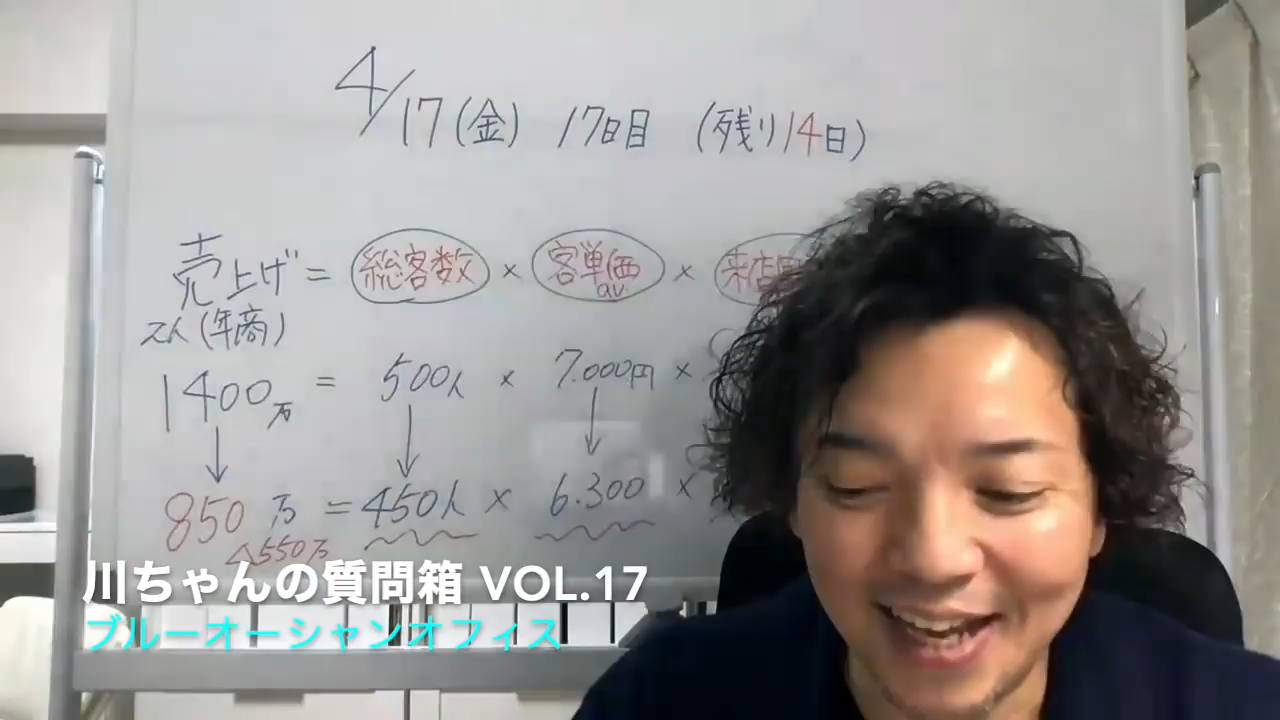 4/17(金) 17日目 (残り14日)
売上げ = 総客数 × 客単価 av × 来店
(年商)
1400万 = 500人 × 7.000円 ×
850万 = 450人 × 6.300 ×
△550万
川ちゃんの質問箱 VOL.17
ブルーオーシャンオフィス